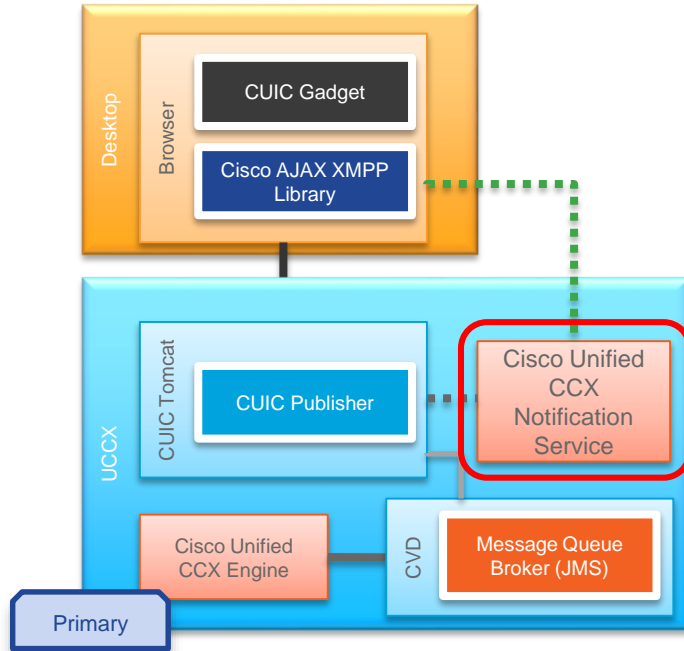 Desktop
Browser
CUIC Gadget
Cisco AJAX XMPP
Library
UCCX
CUIC Tomcat
CUIC Publisher
Cisco Unified
CCX
Notification
Service
Cisco Unified
CCX Engine
CVD
Message Queue
Broker (JMS)
Primary